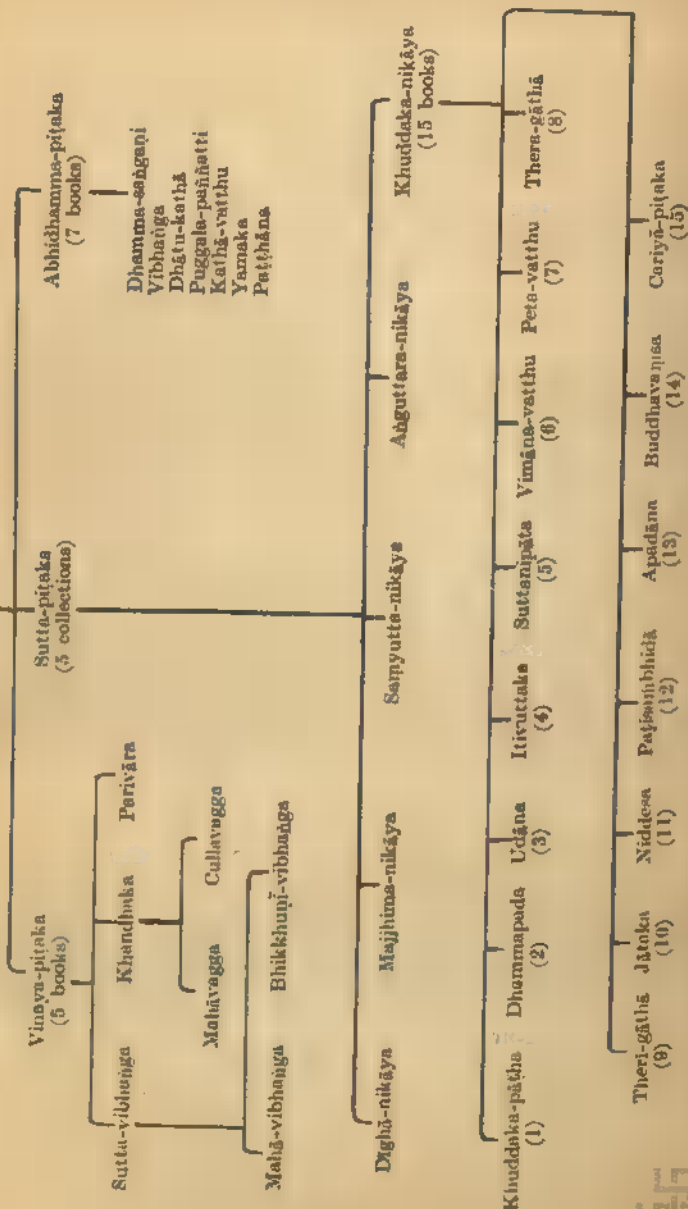 Vinaya-piṭaka
(5 books)
Sutta-piṭaka
(5 collections)
Abhidhamma-piṭaka
(7 books)
Sutta-vibhaṅga
Khandhaka
Parivāra
Mahāvagga
Cullavagga
Mahā-vibhaṅga
Bhikkhuṇī-vibhaṅga
Dhamma-saṅgaṇi
Vibhaṅga
Dhātu-kathā
Puggala-paññatti
Kathā-vatthu
Yamaka
Paṭṭhāna
Dīgha-nikāya
Majjhima-nikāya
Saṃyutta-nikāya
Aṅguttara-nikāya
Khuddaka-nikāya
(15 books)
Khuddaka-pāṭha
(1)
Dhammapada
(2)
Udāna
(3)
Itivuttaka
(4)
Suttanipāta
(5)
Vimāna-vatthu
(6)
Peta-vatthu
(7)
Thera-gāthā
(8)
Theri-gāthā
(9)
Jātaka
(10)
Niddesa
(11)
Paṭisambhidā
(12)
Apadāna
(13)
Buddhavaṃsa
(14)
Cariyā-piṭaka
(15)